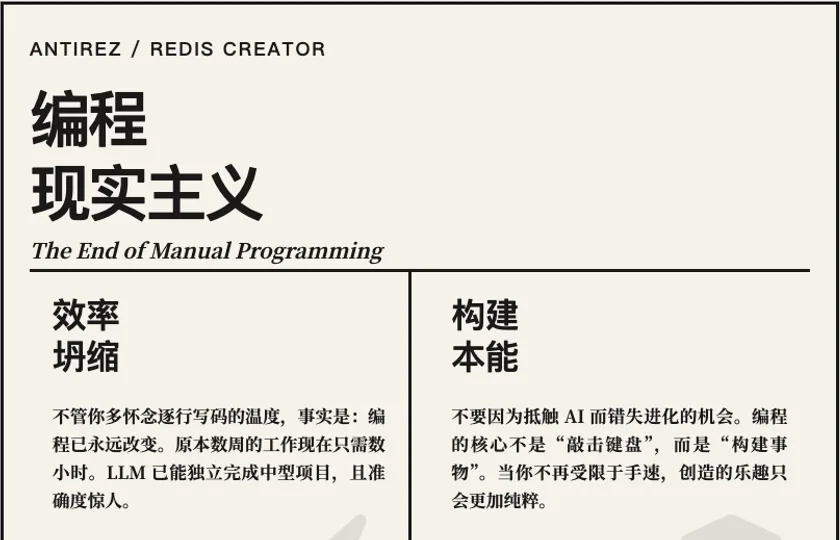 ANTIREZ / REDIS CREATOR
编程
现实主义
The End of Manual Programming
效率
坍缩
不管你多怀念逐行写码的温度，事实是：编
程已永远改变。原本数周的工作现在只需数
小时。LLM 已能独立完成中型项目，且准
确度惊人。
构建
本能
不要因为抵触 AI 而错失进化的机会。编程
的核心不是“敲击键盘”，而是“构建事
物”。当你不再受限于手速，创造的乐趣只
会更加纯粹。